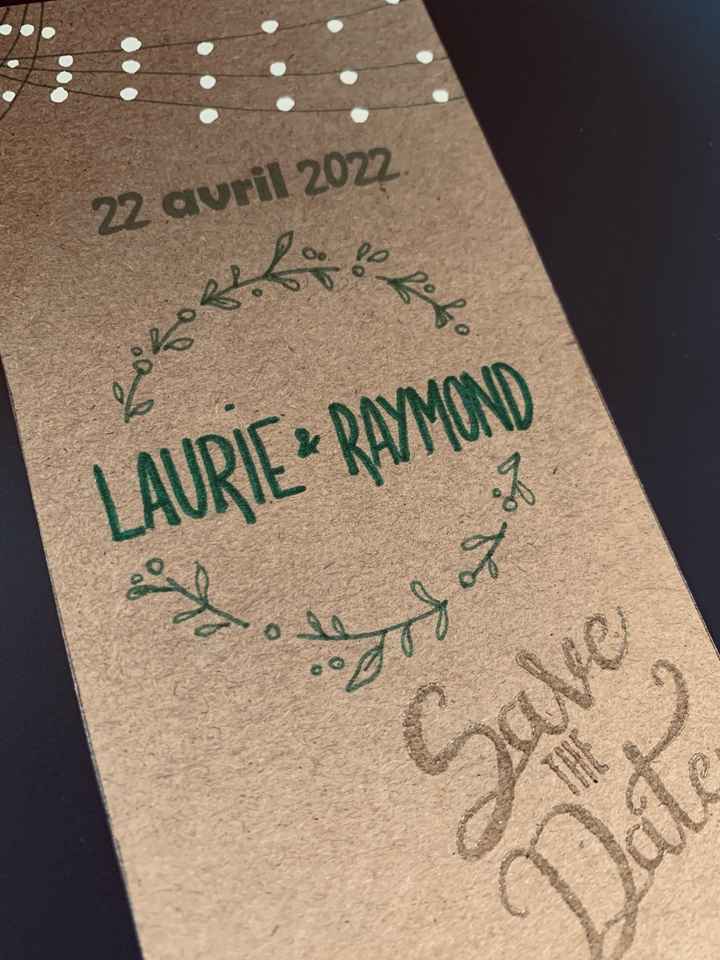 22 avril 2022
LAURIE & RAYMOND
Save
THE
Date